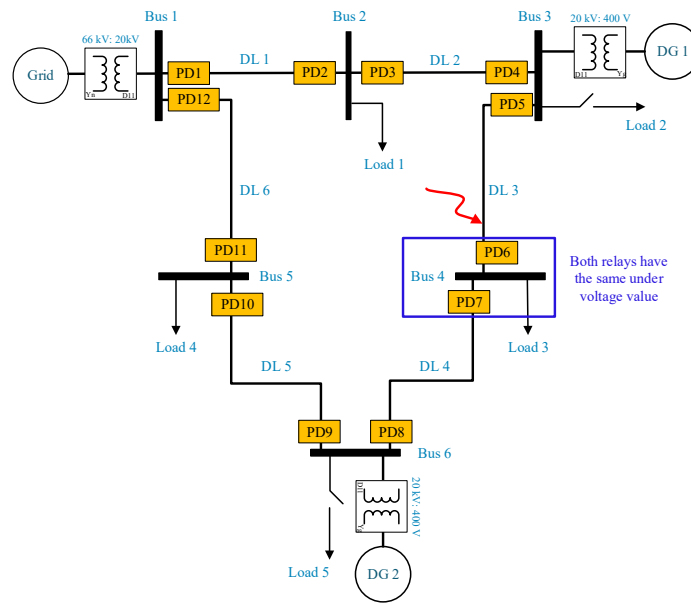 Bus 1
Bus 2
Bus 3
66 kV: 20kV
20 kV: 400 V
Grid
Yn
D11
PD1
DL 1
PD2
PD3
DL 2
PD4
D11
Yg
DG 1
PD12
PD5
Load 2
Load 1
DL 6
DL 3
PD11
PD6
Bus 5
Bus 4
Both relays have
the same under
voltage value
PD10
PD7
Load 4
Load 3
DL 5
DL 4
PD9
PD8
Bus 6
D11
Yg
20 kV: 400 V
Load 5
DG 2